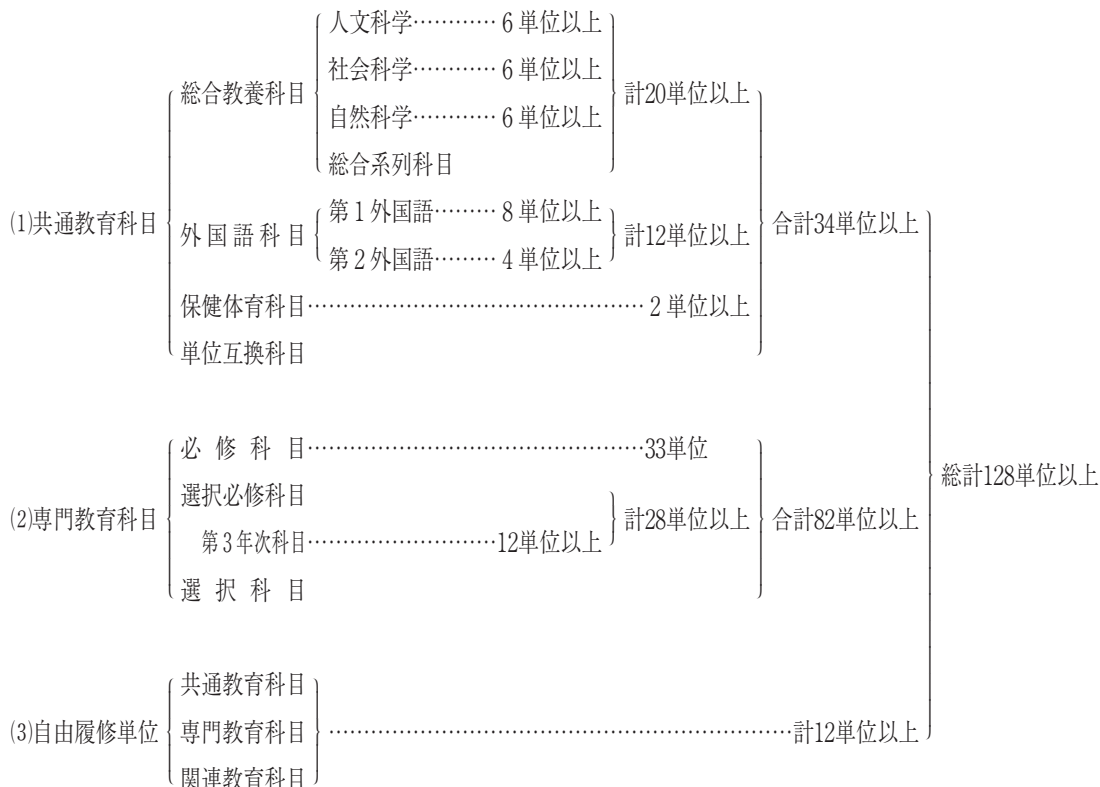 人文科学………… 6 単位以上
社会科学………… 6 単位以上
総合教養科目 計20単位以上
自然科学………… 6 単位以上
総合系列科目
第１外国語……… 8 単位以上
(1)共通教育科目 外国語科目 計12単位以上 合計34単位以上
第２外国語……… 4 単位以上
保健体育科目………………………………………… 2 単位以上
単位互換科目
必修科目…………………………………………33単位
総計128単位以上
選択必修科目
(2)専門教育科目 計28単位以上 合計82単位以上
第３年次科目………………………12単位以上
選択科目
共通教育科目
(3)自由履修単位 専門教育科目 …………………………………………………………計12単位以上
関連教育科目